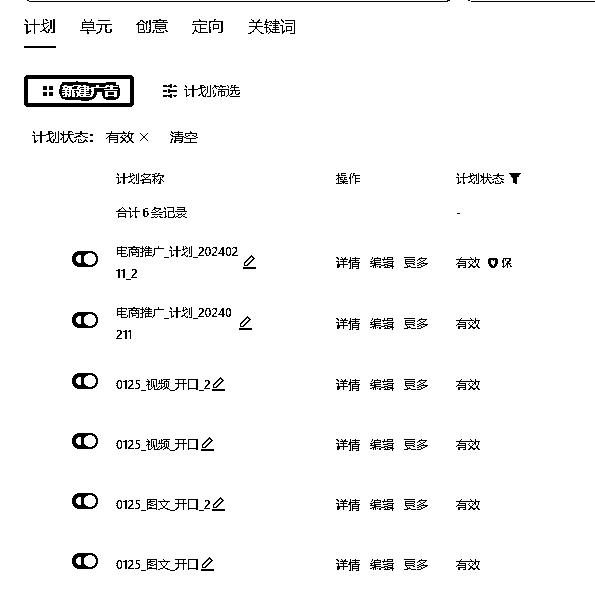 计划 单元 创意 定向 关键词
新建广告 计划筛选
计划状态: 有效 × 清空
计划名称 操作 计划状态
合计 6 条记录 -
电商推广_计划_202402
11_2 详情 编辑 更多 有效 保
电商推广_计划_20240
211 详情 编辑 更多 有效
0125_视频_开口_2 详情 编辑 更多 有效
0125_视频_开口 详情 编辑 更多 有效
0125_图文_开口_2 详情 编辑 更多 有效
0125_图文_开口 详情 编辑 更多 有效